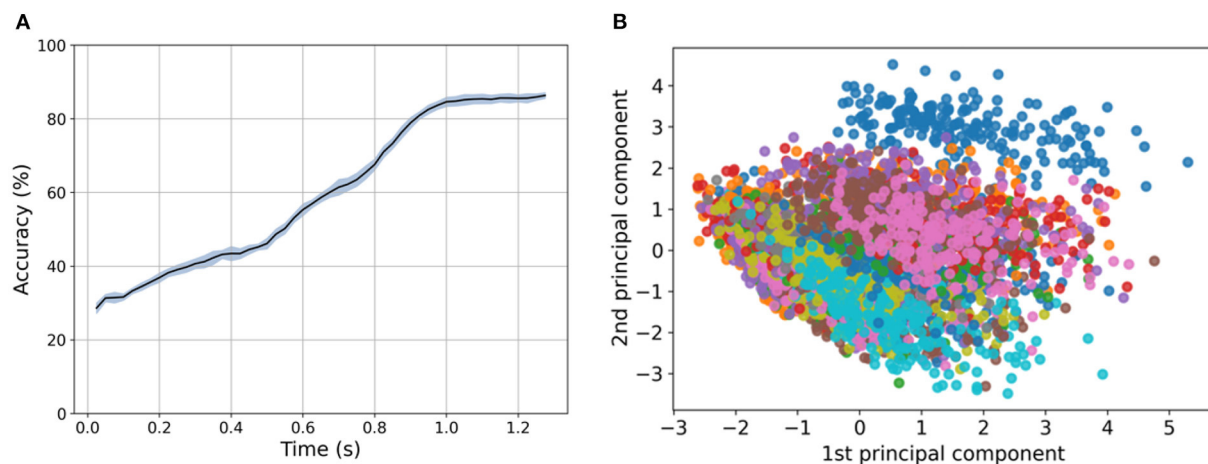 A
100
80
60
40
20
0
Accuracy (%)
0.0 0.2 0.4 0.6 0.8 1.0 1.2
Time (s)
B
4
3
2
1
0
−1
−2
−3
2nd principal component
−3 −2 −1 0 1 2 3 4 5
1st principal component